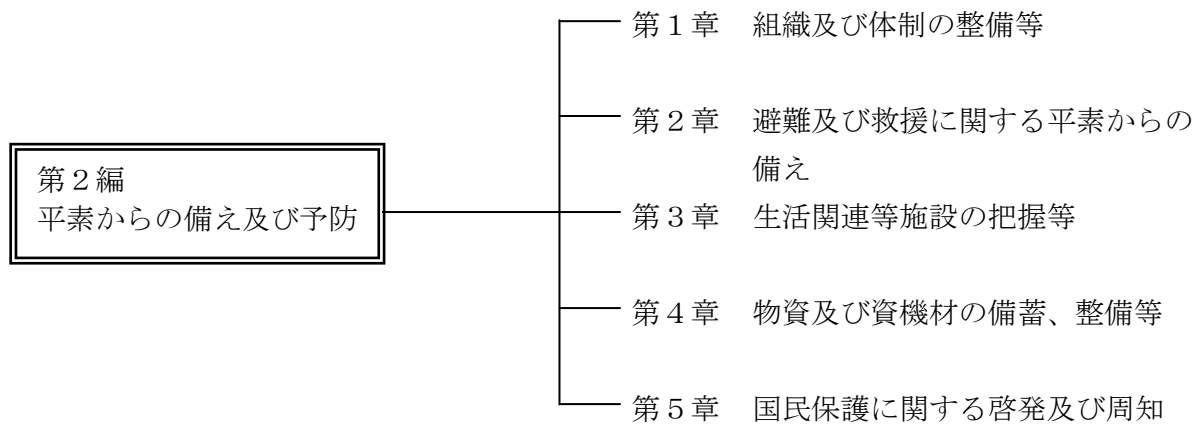 第２編
平素からの備え及び予防
第１章　組織及び体制の整備等
第２章　避難及び救援に関する平素からの
備え
第３章　生活関連等施設の把握等
第４章　物資及び資機材の備蓄、整備等
第５章　国民保護に関する啓発及び周知